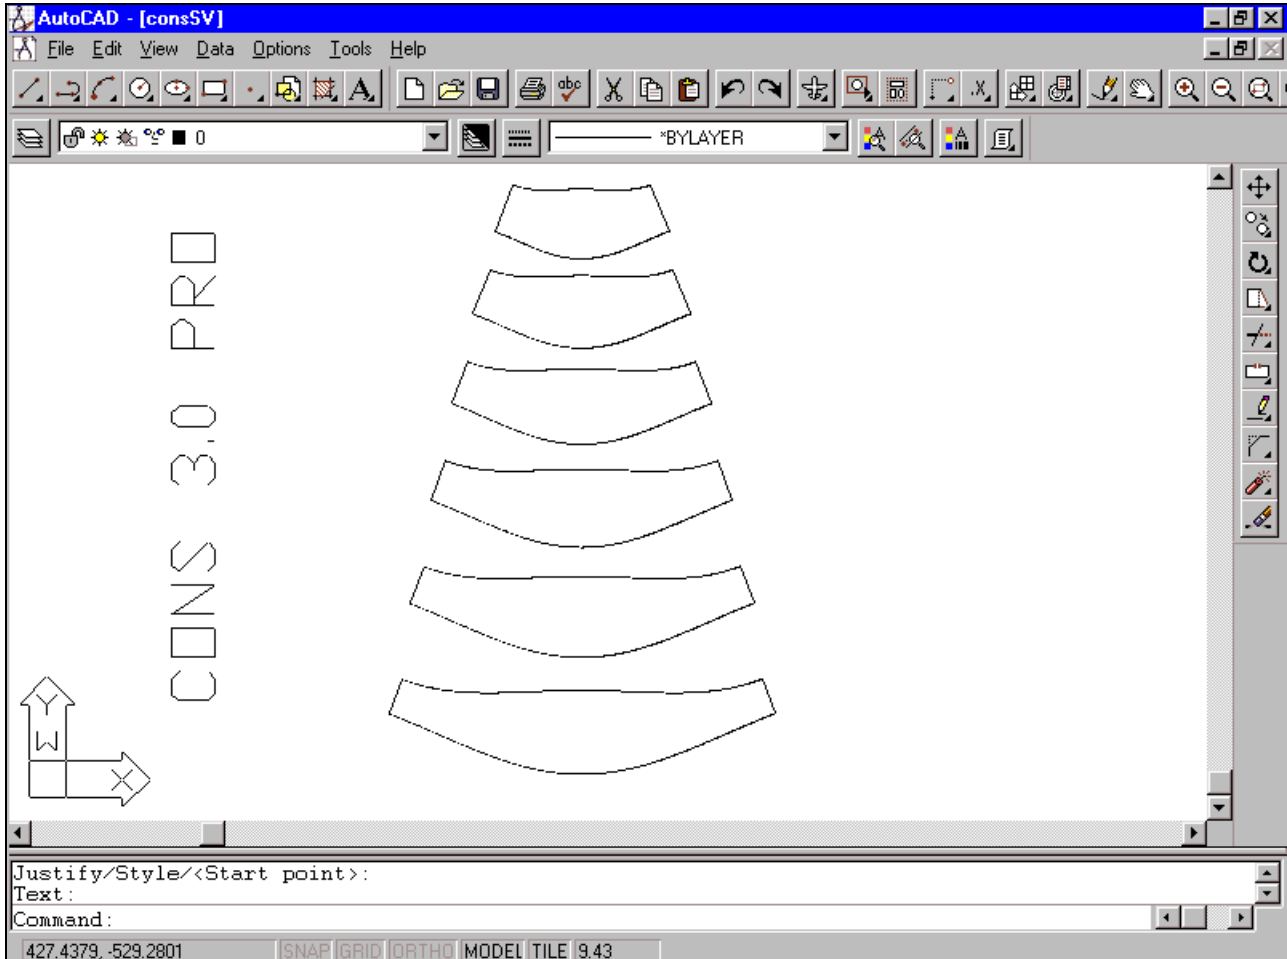 AutoCAD - [consSV]
File Edit View Data Options Tools Help
A abc .X
0 *BYLAYER
CONS 3.0 PRO
Y
W
X
Justify/Style/<Start point>:
Text:
Command:
427.4379, -529.2801 SNAP GRID ORTHO MODEL TILE 9.43